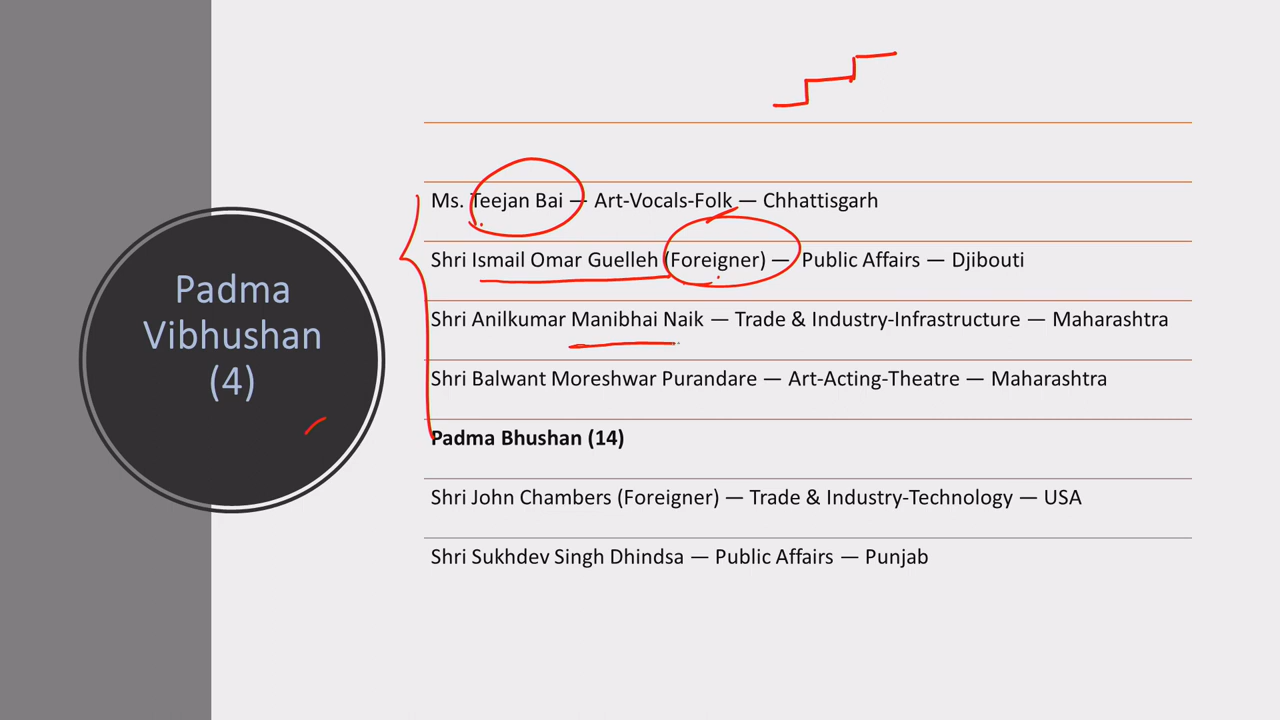 Padma
Vibhushan
(4)
Ms. Teejan Bai — Art-Vocals-Folk — Chhattisgarh
Shri Ismail Omar Guelleh (Foreigner) — Public Affairs — Djibouti
Shri Anilkumar Manibhai Naik — Trade & Industry-Infrastructure — Maharashtra
Shri Balwant Moreshwar Purandare — Art-Acting-Theatre — Maharashtra
Padma Bhushan (14)
Shri John Chambers (Foreigner) — Trade & Industry-Technology — USA
Shri Sukhdev Singh Dhindsa — Public Affairs — Punjab